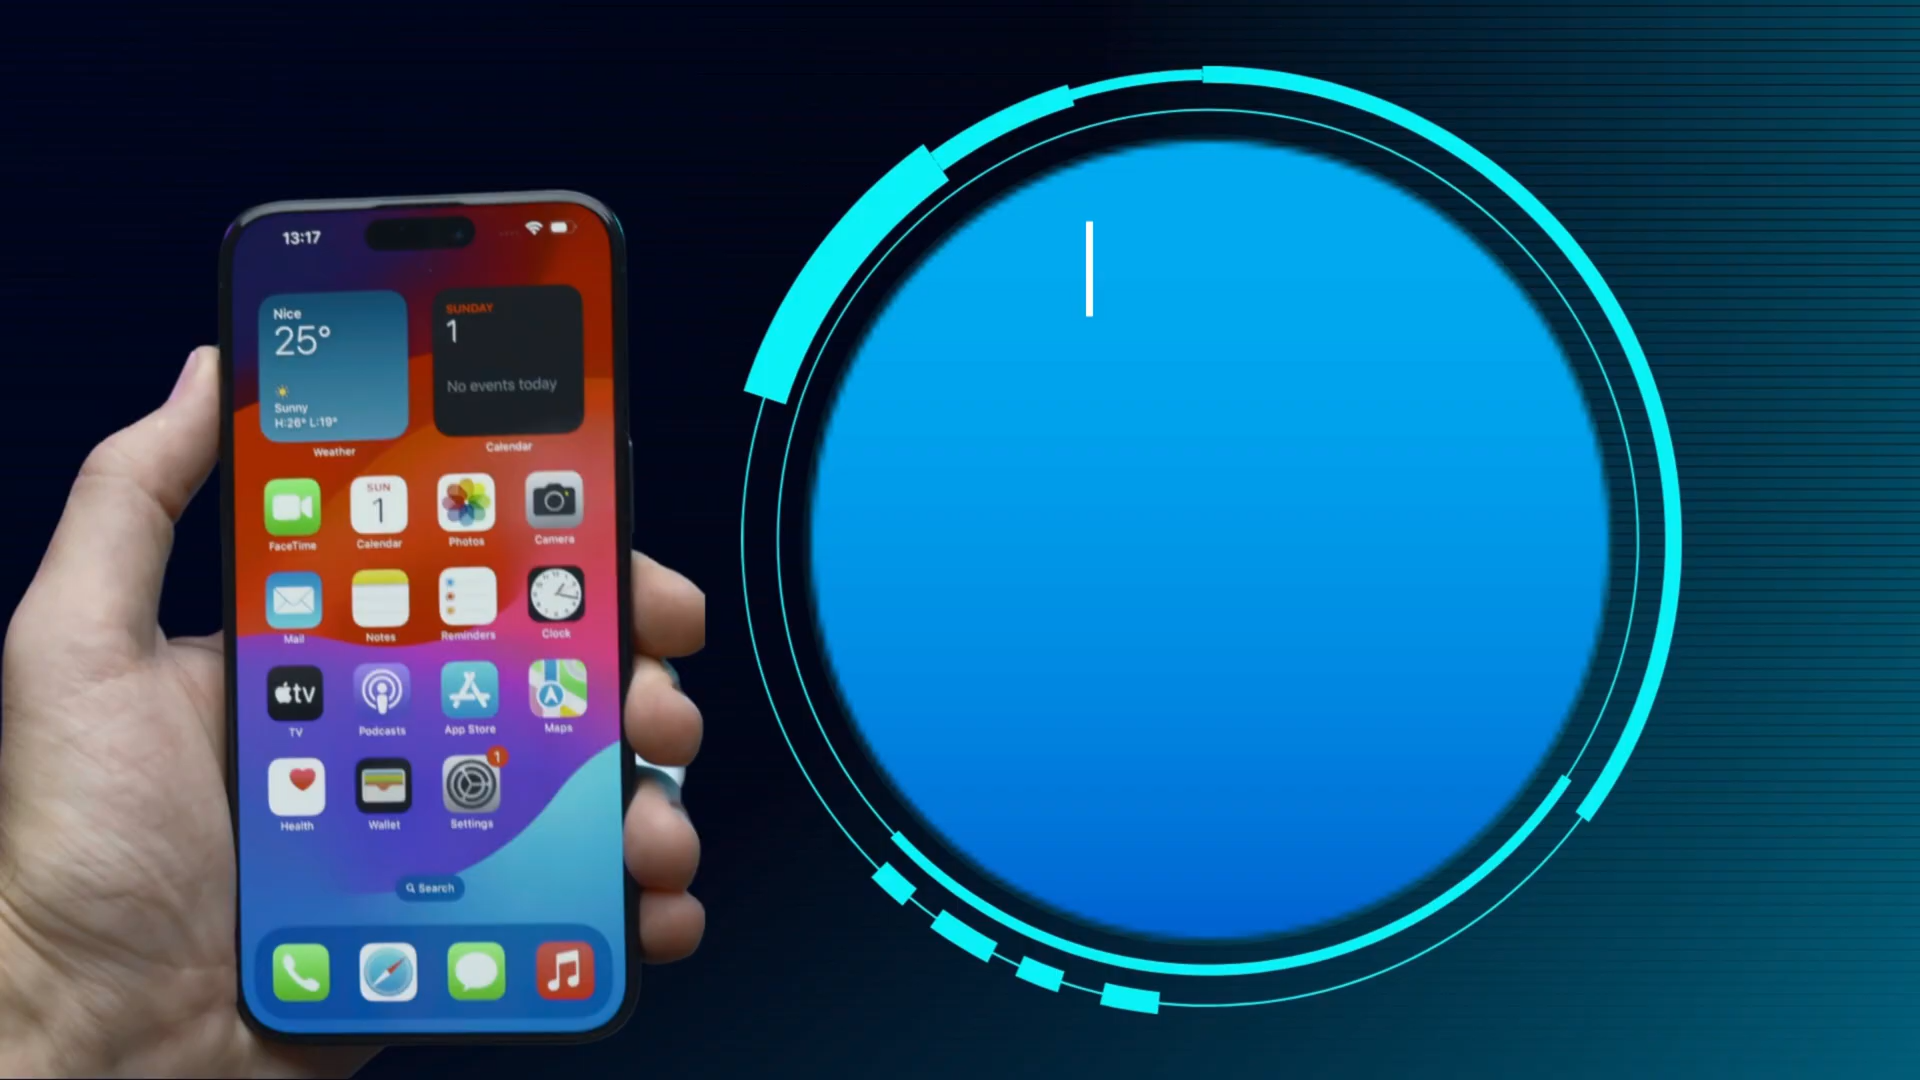 13:17
Nice
25°
Sunny
H:26° L:19°
Weather
SUNDAY
1
No events today
Calendar
FaceTime
SUN
1
Calendar
Photos
Camera
Mail
Notes
Reminders
Clock
tv
TV
Podcasts
App Store
Maps
Health
Wallet
1
Settings
Search